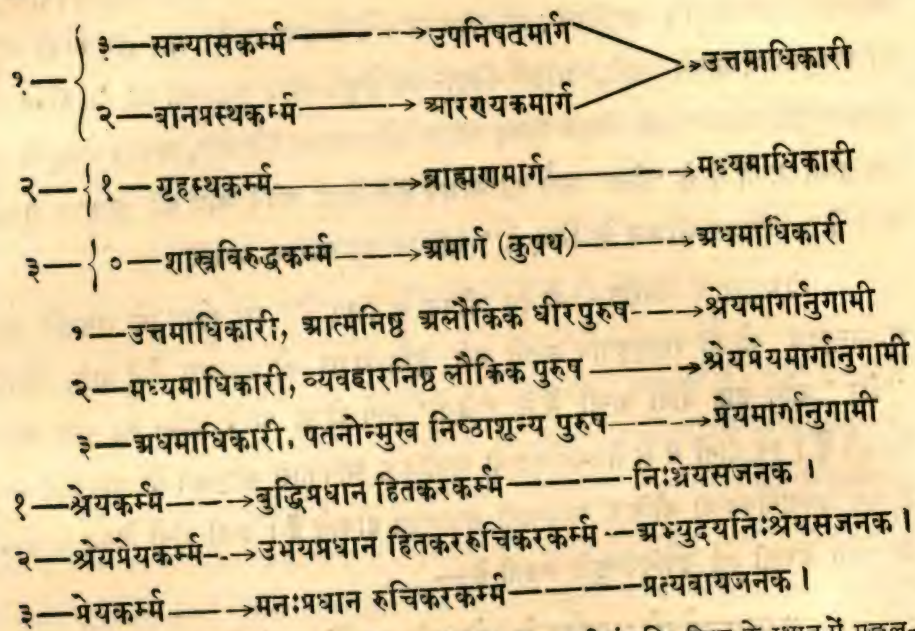 ३—सन्यासकर्म्म———→उपनिषत्मार्ग
१—{ →उत्तमाधिकारी
२—वानप्रस्थकर्म्म———→आरण्यकमार्ग
२—{ १—गृहस्थकर्म्म———→ब्राह्मणमार्ग———→मध्यमाधिकारी
३—{ ०—शास्त्रविरुद्धकर्म्म———→अमार्ग (कुपथ)———→अधमाधिकारी
१—उत्तमाधिकारी, आत्मनिष्ठ अलौकिक धीरपुरुष———→श्रेयमार्गानुगामी
२—मध्यमाधिकारी, व्यवहारनिष्ठ लौकिक पुरुष———→श्रेयप्रेयमार्गानुगामी
३—अधमाधिकारी, पतनोन्मुख निष्ठाशून्य पुरुष———→प्रेयमार्गानुगामी
१—श्रेयकर्म्म———→बुद्धिप्रधान हितकरकर्म्म————निःश्रेयसजनक ।
२—श्रेयप्रेयकर्म्म--→उभयप्रधान हितकररुचिकरकर्म्म—अभ्युदयनिःश्रेयसजनक ।
३—प्रेयकर्म्म———→मनःप्रधान रुचिकरकर्म्म————प्रत्यवायजनक ।